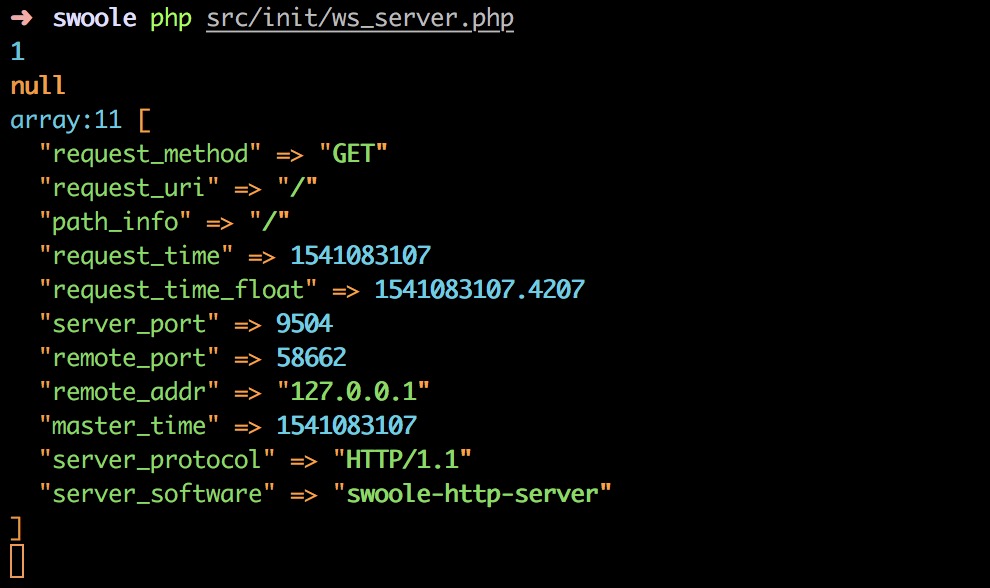 ➜  swoole php src/init/ws_server.php
1
null
array:11 [
  "request_method" => "GET"
  "request_uri" => "/"
  "path_info" => "/"
  "request_time" => 1541083107
  "request_time_float" => 1541083107.4207
  "server_port" => 9504
  "remote_port" => 58662
  "remote_addr" => "127.0.0.1"
  "master_time" => 1541083107
  "server_protocol" => "HTTP/1.1"
  "server_software" => "swoole-http-server"
]